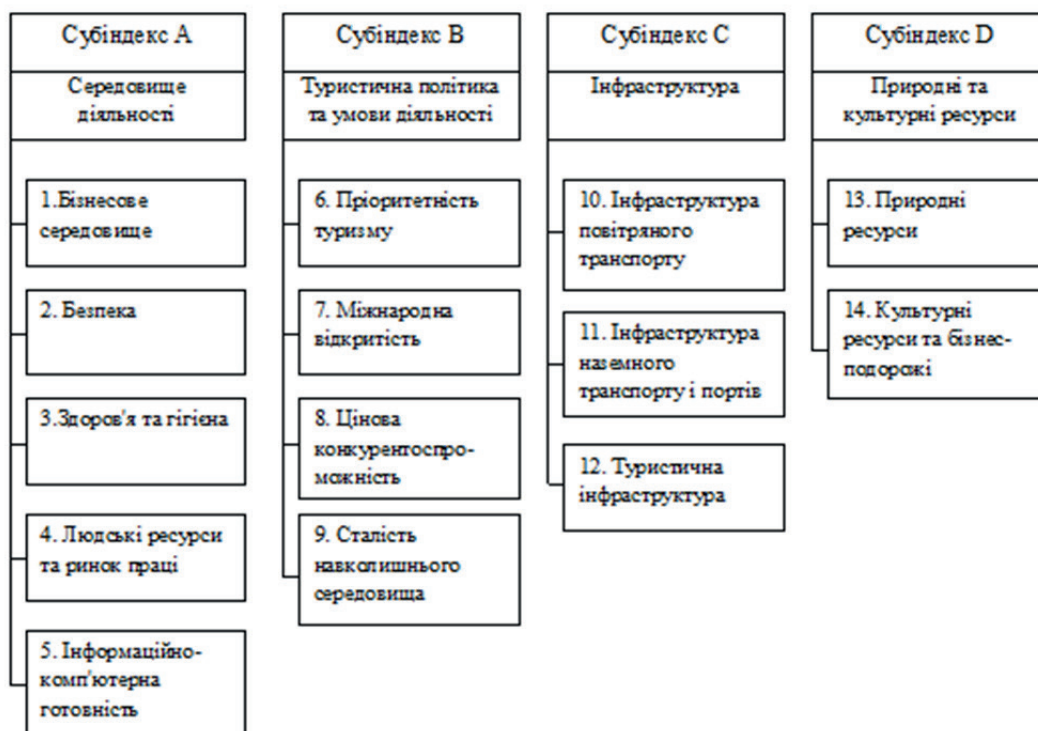 Субіндекс А
Середовище
діяльності
1.Бізнесове
середовище
2. Безпека
3.Здоров'я та гігієна
4. Людські ресурси
та ринок праці
5. Інформаційно-
комп'ютерна
готовність
Субіндекс В
Туристична політика
та умови діяльності
6. Пріоритетність
туризму
7. Міжнародна
відкритість
8. Цінова
конкурентоспро-
можність
9. Сталість
навколишнього
середовища
Субіндекс С
Інфраструктура
10. Інфраструктура
повітряного
транспорту
11. Інфраструктура
наземного
транспорту і портів
12. Туристична
інфраструктура
Субіндекс D
Природні та
культурні ресурси
13. Природні
ресурси
14. Культурні
ресурси та бізнес-
подорожі